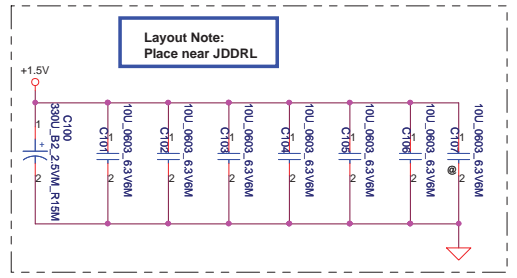 Layout Note:
Place near JDDRL
+1.5V
1
+
2
C100
330U_B2_2.5VM_R15M
C101
1
2
10U_0603_6.3V6M
C102
1
2
10U_0603_6.3V6M
C103
1
2
10U_0603_6.3V6M
C104
1
2
10U_0603_6.3V6M
C105
1
2
10U_0603_6.3V6M
C106
1
2
10U_0603_6.3V6M
C107
1
@
2
10U_0603_6.3V6M